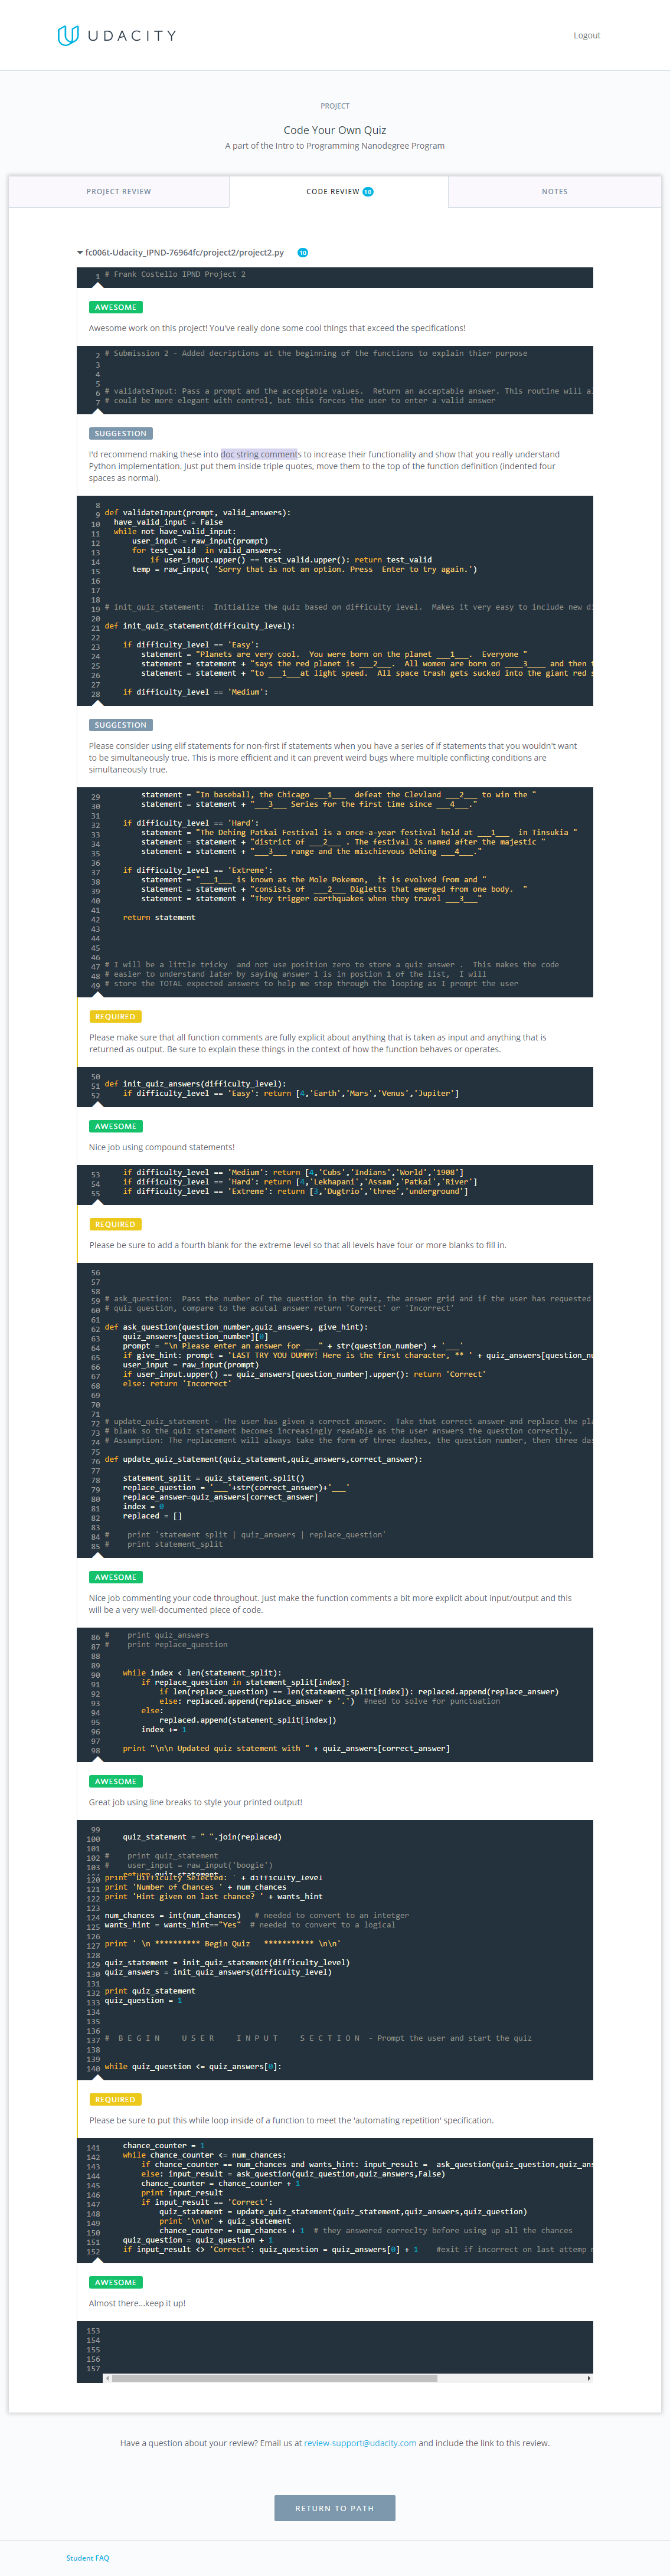 UDACITY
Logout
PROJECT
Code Your Own Quiz
A part of the Intro to Programming Nanodegree Program
PROJECT REVIEW
CODE REVIEW 10
NOTES
fc006t-Udacity_IPND-76964fc/project2/project2.py 10
1 # Frank Costello IPND Project 2
AWESOME
Awesome work on this project! You've really done some cool things that exceed the specifications!
2 # Submission 2 - Added decriptions at the beginning of the functions to explain thier purpose
3
4
5
6 # validateInput: Pass a prompt and the acceptable values.  Return an acceptable answer. This routine will al
7 # could be more elegant with control, but this forces the user to enter a valid answer
SUGGESTION
I'd recommend making these into doc string comments to increase their functionality and show that you really understand
Python implementation. Just put them inside triple quotes, move them to the top of the function definition (indented four
spaces as normal).
8
9 def validateInput(prompt, valid_answers):
10   have_valid_input = False
11   while not have_valid_input:
12       user_input = raw_input(prompt)
13       for test_valid  in valid_answers:
14           if user_input.upper() == test_valid.upper(): return test_valid
15       temp = raw_input( 'Sorry that is not an option. Press  Enter to try again.')
16
17
18
19 # init_quiz_statement:  Initialize the quiz based on difficulty level.  Makes it very easy to include new di
20
21 def init_quiz_statement(difficulty_level):
22
23     if difficulty_level == 'Easy':
24         statement = "Planets are very cool.  You were born on the planet ___1___.  Everyone "
25         statement = statement + "says the red planet is ___2___.  All women are born on ____3____ and then t
26         statement = statement + "to ___1___at light speed.  All space trash gets sucked into the giant red s
27
28     if difficulty_level == 'Medium':
SUGGESTION
Please consider using elif statements for non-first if statements when you have a series of if statements that you wouldn't want
to be simultaneously true. This is more efficient and it can prevent weird bugs where multiple conflicting conditions are
simultaneously true.
29         statement = "In baseball, the Chicago ___1___  defeat the Clevland ___2___ to win the "
30         statement = statement + "___3___ Series for the first time since ___4___."
31
32     if difficulty_level == 'Hard':
33         statement = "The Dehing Patkai Festival is a once-a-year festival held at ___1___  in Tinsukia "
34         statement = statement + "district of ___2___ . The festival is named after the majestic "
35         statement = statement + "___3___ range and the mischievous Dehing ___4___."
36
37     if difficulty_level == 'Extreme':
38         statement = "___1___ is known as the Mole Pokemon,  it is evolved from and "
39         statement = statement + "consists of  ___2___ Digletts that emerged from one body.  "
40         statement = statement + "They trigger earthquakes when they travel ___3___"
41
42     return statement
43
44
45
46
47 # I will be a little tricky  and not use position zero to store a quiz answer .  This makes the code
48 # easier to understand later by saying answer 1 is in postion 1 of the list,  I will
49 # store the TOTAL expected answers to help me step through the looping as I prompt the user
REQUIRED
Please make sure that all function comments are fully explicit about anything that is taken as input and anything that is
returned as output. Be sure to explain these things in the context of how the function behaves or operates.
50
51 def init_quiz_answers(difficulty_level):
52     if difficulty_level == 'Easy': return [4,'Earth','Mars','Venus','Jupiter']
AWESOME
Nice job using compound statements!
53     if difficulty_level == 'Medium': return [4,'Cubs','Indians','World','1908']
54     if difficulty_level == 'Hard': return [4,'Lekhapani','Assam','Patkai','River']
55     if difficulty_level == 'Extreme': return [3,'Dugtrio','three','underground']
REQUIRED
Please be sure to add a fourth blank for the extreme level so that all levels have four or more blanks to fill in.
56
57
58
59 # ask_question:  Pass the number of the question in the quiz, the answer grid and if the user has requested
60 # quiz question, compare to the acutal answer return 'Correct' or 'Incorrect'
61
62 def ask_question(question_number,quiz_answers, give_hint):
63     quiz_answers[question_number][0]
64     prompt = "\n Please enter an answer for ___" + str(question_number) + '___'
65     if give_hint: prompt = 'LAST TRY YOU DUMMY! Here is the first character, ** ' + quiz_answers[question_nu
66     user_input = raw_input(prompt)
67     if user_input.upper() == quiz_answers[question_number].upper(): return 'Correct'
68     else: return 'Incorrect'
69
70
71
72 # update_quiz_statement - The user has given a correct answer.  Take that correct answer and replace the pla
73 # blank so the quiz statement becomes increasingly readable as the user answers the question correctly.
74 # Assumption: The replacement will always take the form of three dashes, the question number, then three das
75
76 def update_quiz_statement(quiz_statement,quiz_answers,correct_answer):
77
78     statement_split = quiz_statement.split()
79     replace_question = '___'+str(correct_answer)+'___'
80     replace_answer=quiz_answers[correct_answer]
81     index = 0
82     replaced = []
83
84 #    print 'statement split | quiz_answers | replace_question'
85 #    print statement_split
AWESOME
Nice job commenting your code throughout. Just make the function comments a bit more explicit about input/output and this
will be a very well-documented piece of code.
86 #    print quiz_answers
87 #    print replace_question
88
89
90     while index < len(statement_split):
91         if replace_question in statement_split[index]:
92             if len(replace_question) == len(statement_split[index]): replaced.append(replace_answer)
93             else: replaced.append(replace_answer + '.')  #need to solve for punctuation
94         else:
95             replaced.append(statement_split[index])
96         index += 1
97
98     print "\n\n Updated quiz statement with " + quiz_answers[correct_answer]
AWESOME
Great job using line breaks to style your printed output!
99
100     quiz_statement = " ".join(replaced)
101
102 #    print quiz_statement
103 #    user_input = raw_input('boogie')
120 print 'Difficulty Selected: ' + difficulty_level
121 print 'Number of Chances ' + num_chances
122 print 'Hint given on last chance? ' + wants_hint
123
124 num_chances = int(num_chances)   # needed to convert to an intetger
125 wants_hint = wants_hint=="Yes"  # needed to convert to a logical
126
127 print ' \n ********** Begin Quiz   *********** \n\n'
128
129 quiz_statement = init_quiz_statement(difficulty_level)
130 quiz_answers = init_quiz_answers(difficulty_level)
131
132 print quiz_statement
133 quiz_question = 1
134
135
136
137 #  B E G I N     U S E R     I N P U T     S E C T I O N  - Prompt the user and start the quiz
138
139
140 while quiz_question <= quiz_answers[0]:
REQUIRED
Please be sure to put this while loop inside of a function to meet the 'automating repetition' specification.
141     chance_counter = 1
142     while chance_counter <= num_chances:
143         if chance_counter == num_chances and wants_hint: input_result =  ask_question(quiz_question,quiz_ans
144         else: input_result = ask_question(quiz_question,quiz_answers,False)
145         chance_counter = chance_counter + 1
146         print input_result
147         if input_result == 'Correct':
148             quiz_statement = update_quiz_statement(quiz_statement,quiz_answers,quiz_question)
149             print '\n\n' + quiz_statement
150             chance_counter = num_chances + 1  # they answered correclty before using up all the chances
151     quiz_question = quiz_question + 1
152     if input_result <> 'Correct': quiz_question = quiz_answers[0] + 1    #exit if incorrect on last attemp
AWESOME
Almost there...keep it up!
153
154
155
156
157
Have a question about your review? Email us at review-support@udacity.com and include the link to this review.
RETURN TO PATH
Student FAQ